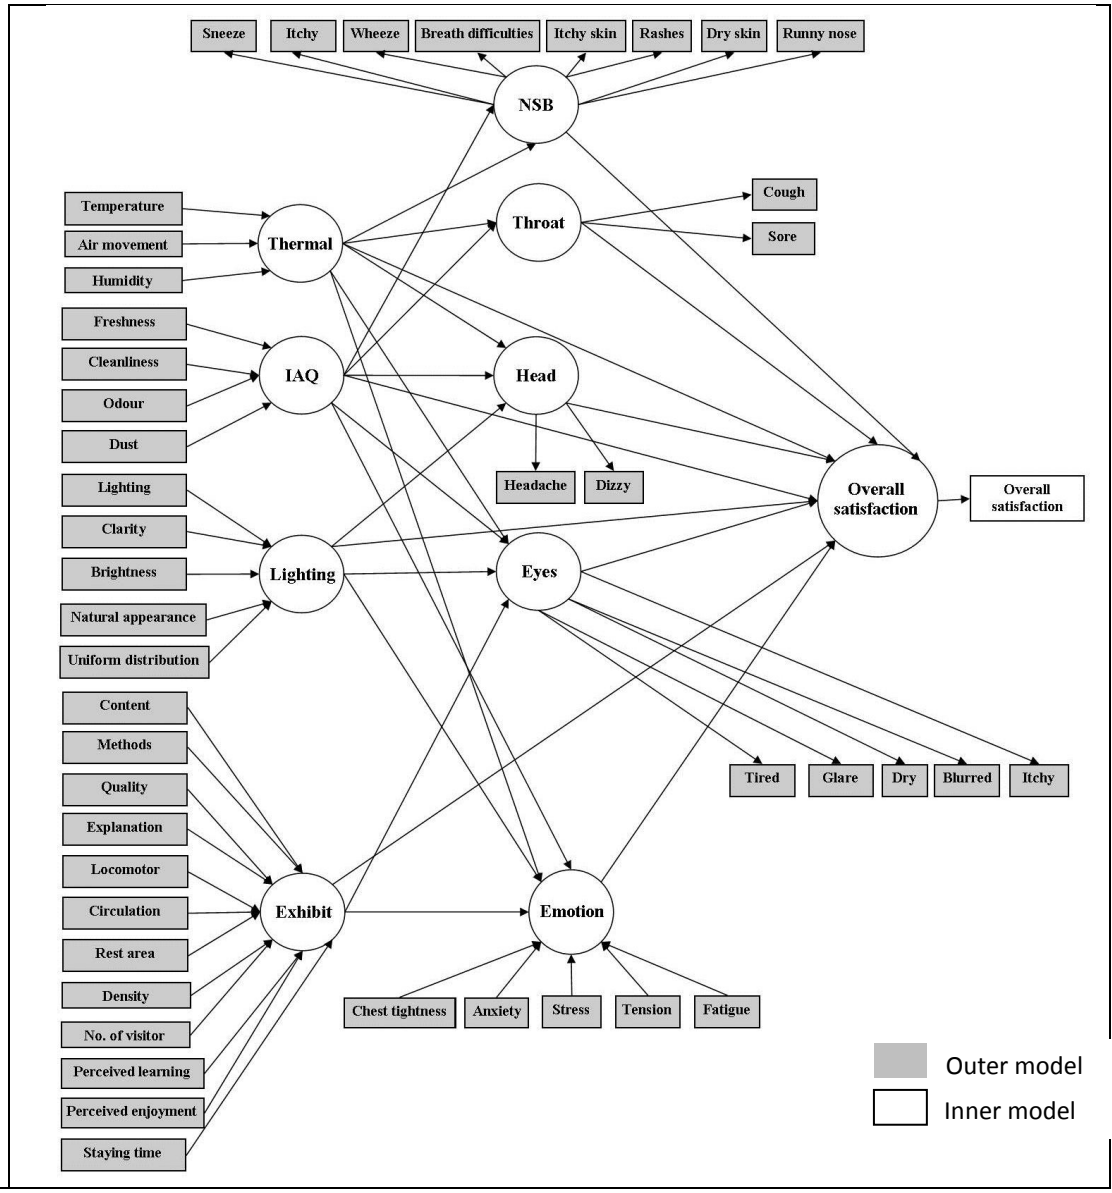 Sneeze
Itchy
Wheeze
Breath difficulties
Itchy skin
Rashes
Dry skin
Runny nose
NSB
Temperature
Air movement
Humidity
Thermal
Throat
Cough
Sore
Freshness
Cleanliness
Odour
Dust
IAQ
Head
Headache
Dizzy
Overall
satisfaction
Overall
satisfaction
Lighting
Clarity
Brightness
Natural appearance
Uniform distribution
Lighting
Eyes
Tired
Glare
Dry
Blurred
Itchy
Content
Methods
Quality
Explanation
Locomotor
Circulation
Rest area
Density
No. of visitor
Perceived learning
Perceived enjoyment
Staying time
Exhibit
Emotion
Chest tightness
Anxiety
Stress
Tension
Fatigue
Outer model
Inner model